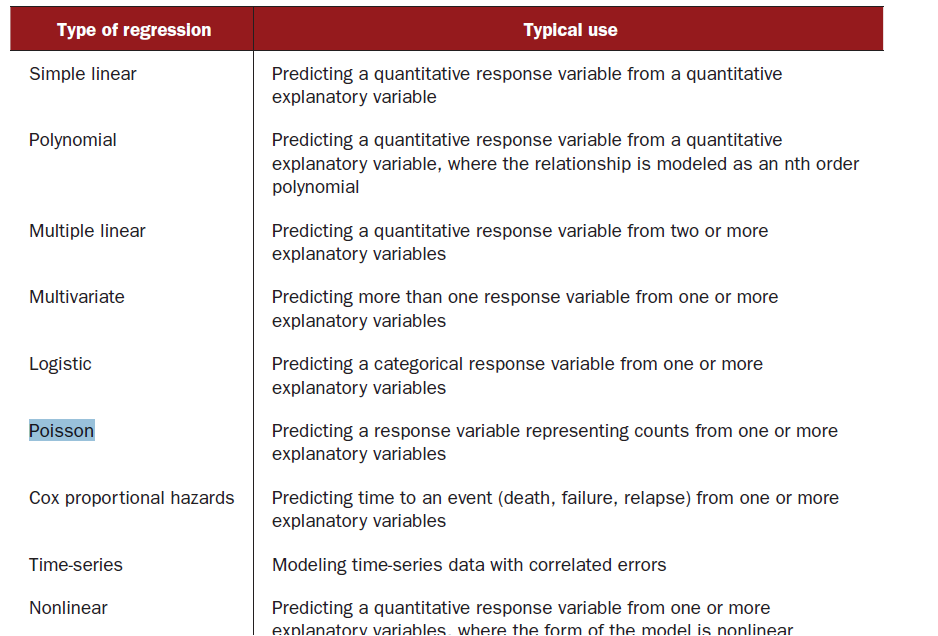 Type of regression Typical use
Simple linear Predicting a quantitative response variable from a quantitative
explanatory variable
Polynomial Predicting a quantitative response variable from a quantitative
explanatory variable, where the relationship is modeled as an nth order
polynomial
Multiple linear Predicting a quantitative response variable from two or more
explanatory variables
Multivariate Predicting more than one response variable from one or more
explanatory variables
Logistic Predicting a categorical response variable from one or more
explanatory variables
Poisson Predicting a response variable representing counts from one or more
explanatory variables
Cox proportional hazards Predicting time to an event (death, failure, relapse) from one or more
explanatory variables
Time-series Modeling time-series data with correlated errors
Nonlinear Predicting a quantitative response variable from one or more
explanatory variables, where the form of the model is nonlinear